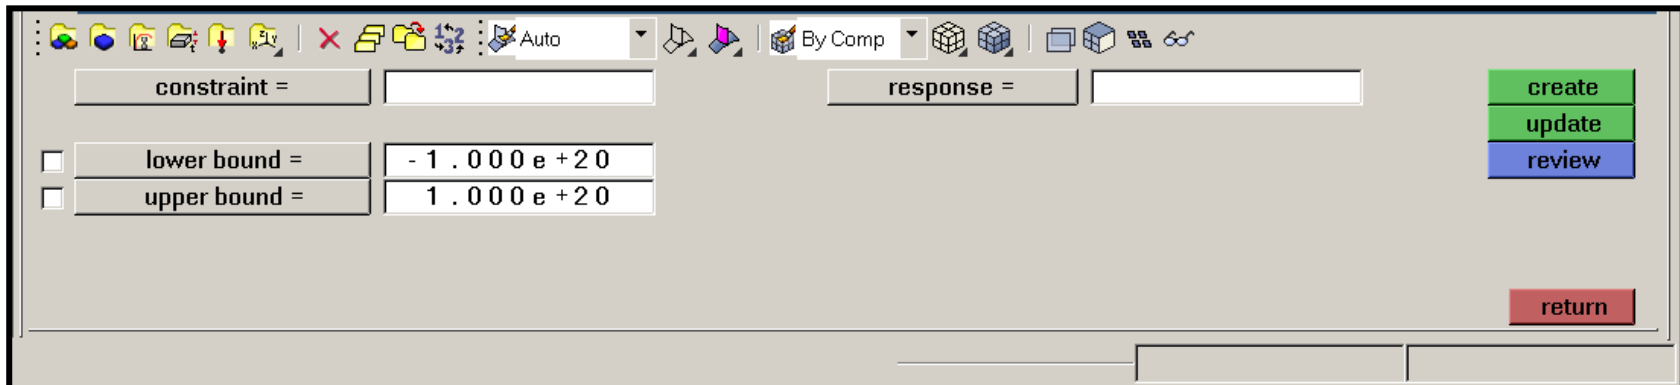 Auto By Comp
constraint = response = create
update
lower bound = -1.000e+20 review
upper bound = 1.000e+20
return